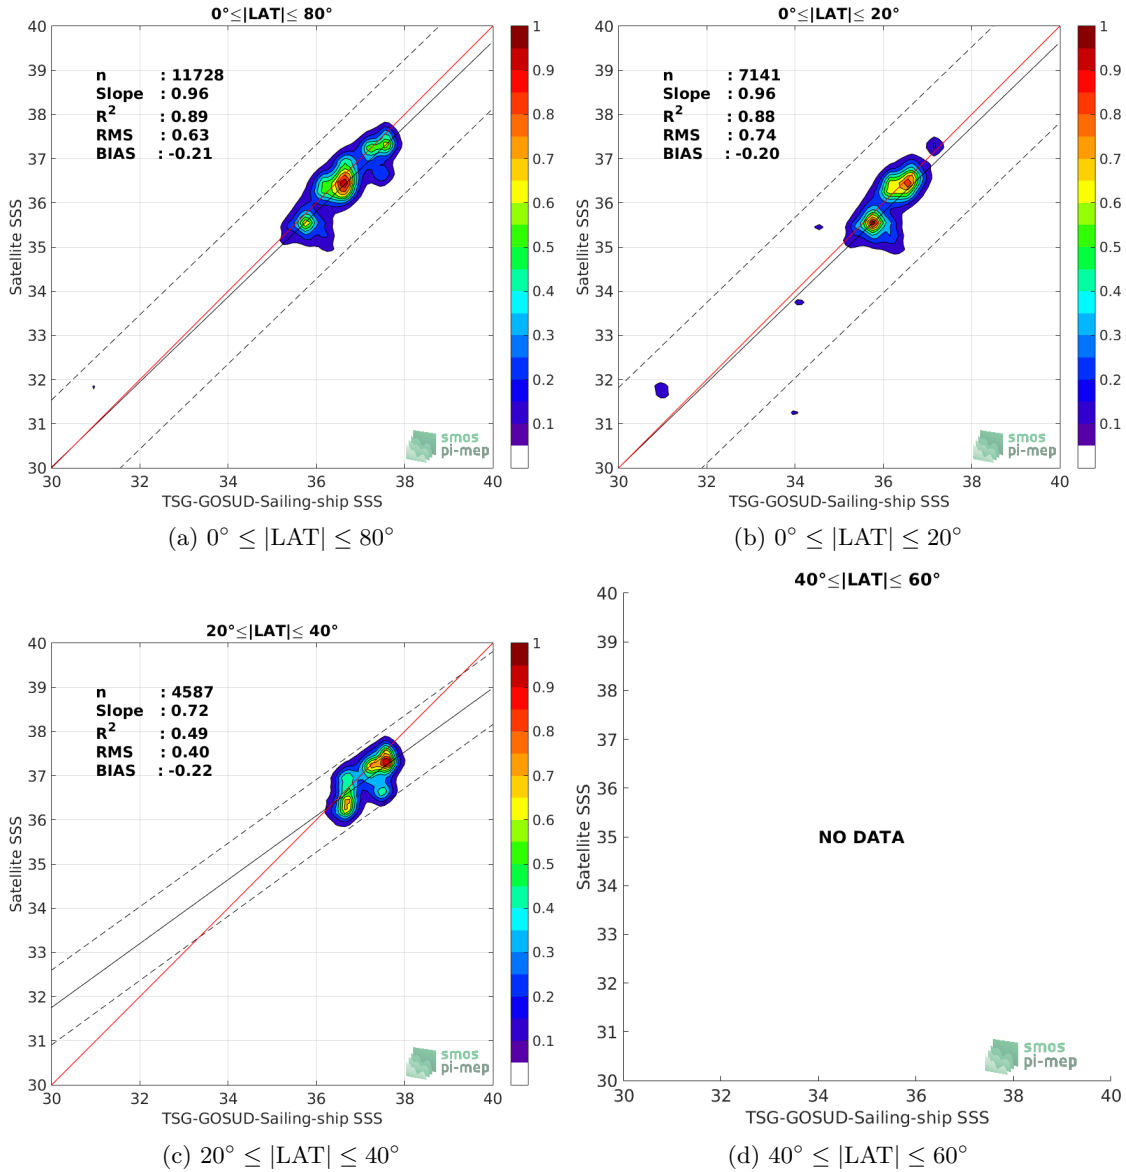 0°≤|LAT|≤ 80°
40
39
38
37
36
35
34
33
32
31
30
Satellite SSS
n : 11728
Slope : 0.96
R2 : 0.89
RMS : 0.63
BIAS : -0.21
smos
pi-mep
30 32 34 36 38 40
TSG-GOSUD-Sailing-ship SSS
1
0.9
0.8
0.7
0.6
0.5
0.4
0.3
0.2
0.1
(a) 0° ≤ |LAT| ≤ 80°
0°≤|LAT|≤ 20°
40
39
38
37
36
35
34
33
32
31
30
Satellite SSS
n : 7141
Slope : 0.96
R2 : 0.88
RMS : 0.74
BIAS : -0.20
smos
pi-mep
30 32 34 36 38 40
TSG-GOSUD-Sailing-ship SSS
1
0.9
0.8
0.7
0.6
0.5
0.4
0.3
0.2
0.1
(b) 0° ≤ |LAT| ≤ 20°
20°≤|LAT|≤ 40°
40
39
38
37
36
35
34
33
32
31
30
Satellite SSS
n : 4587
Slope : 0.72
R2 : 0.49
RMS : 0.40
BIAS : -0.22
smos
pi-mep
30 32 34 36 38 40
TSG-GOSUD-Sailing-ship SSS
1
0.9
0.8
0.7
0.6
0.5
0.4
0.3
0.2
0.1
(c) 20° ≤ |LAT| ≤ 40°
40°≤|LAT|≤ 60°
40
39
38
37
36
35
34
33
32
31
30
Satellite SSS
NO DATA
smos
pi-mep
30 32 34 36 38 40
TSG-GOSUD-Sailing-ship SSS
(d) 40° ≤ |LAT| ≤ 60°